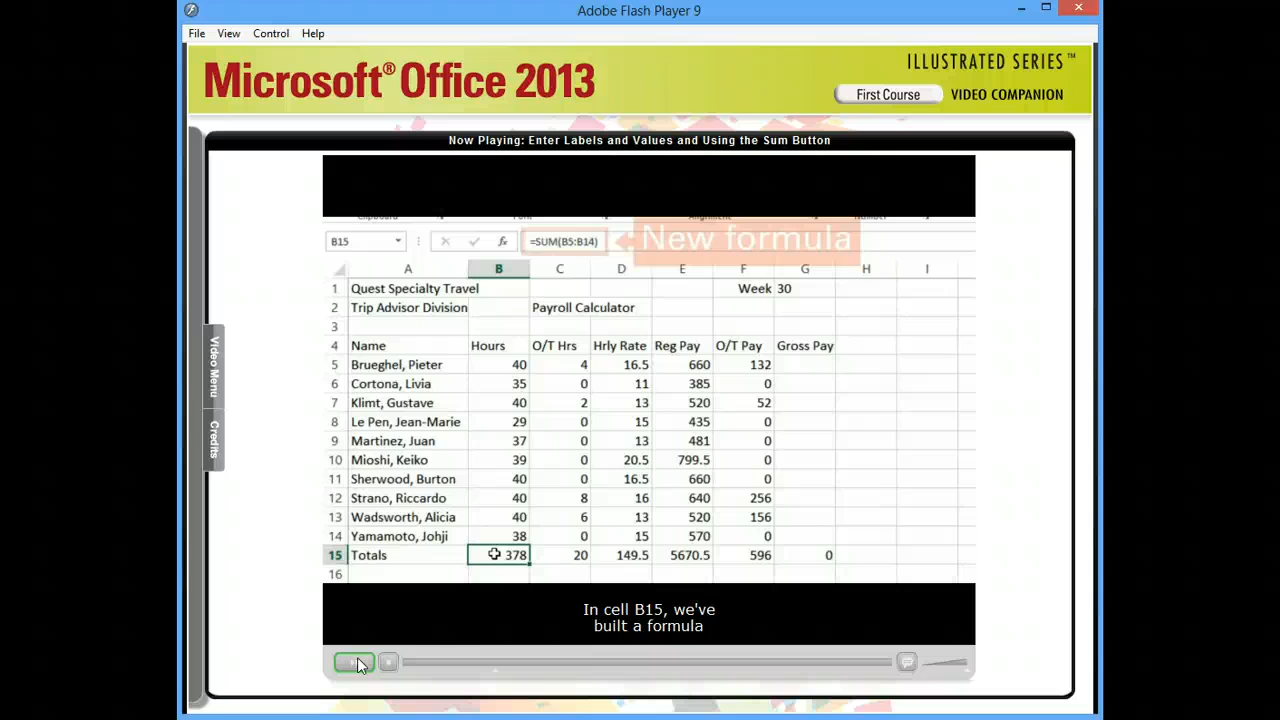 Adobe Flash Player 9
File View Control Help
Microsoft® Office 2013
ILLUSTRATED SERIES™
First Course VIDEO COMPANION
Now Playing: Enter Labels and Values and Using the Sum Button
B15 fx =SUM(B5:B14) New formula
A B C D E F G H I
1 Quest Specialty Travel Week 30
2 Trip Advisor Division Payroll Calculator
3
4 Name Hours O/T Hrs Hrly Rate Reg Pay O/T Pay Gross Pay
5 Brueghel, Pieter 40 4 16.5 660 132
6 Cortona, Livia 35 0 11 385 0
7 Klimt, Gustave 40 2 13 520 52
8 Le Pen, Jean-Marie 29 0 15 435 0
9 Martinez, Juan 37 0 13 481 0
10 Mioshi, Keiko 39 0 20.5 799.5 0
11 Sherwood, Burton 40 0 16.5 660 0
12 Strano, Riccardo 40 8 16 640 256
13 Wadsworth, Alicia 40 6 13 520 156
14 Yamamoto, Johji 38 0 15 570 0
15 Totals 378 20 149.5 5670.5 596 0
16
Video Menu
Credits
In cell B15, we've
built a formula